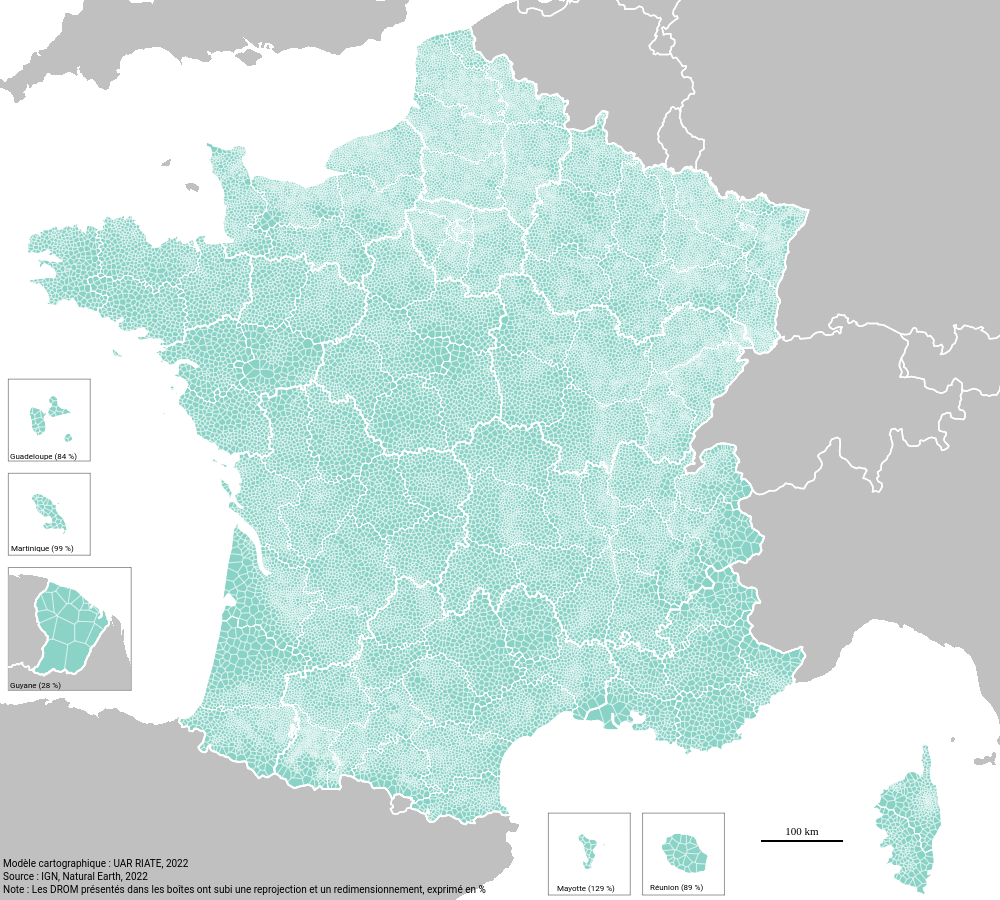 Guadeloupe (84 %)
Martinique (99 %)
Guyane (28 %)
100 km
Mayotte (129 %)
Réunion (89 %)
Modèle cartographique : UAR RIATE, 2022
Source : IGN, Natural Earth, 2022
Note : Les DROM présentés dans les boîtes ont subi une reprojection et un redimensionnement, exprimé en %